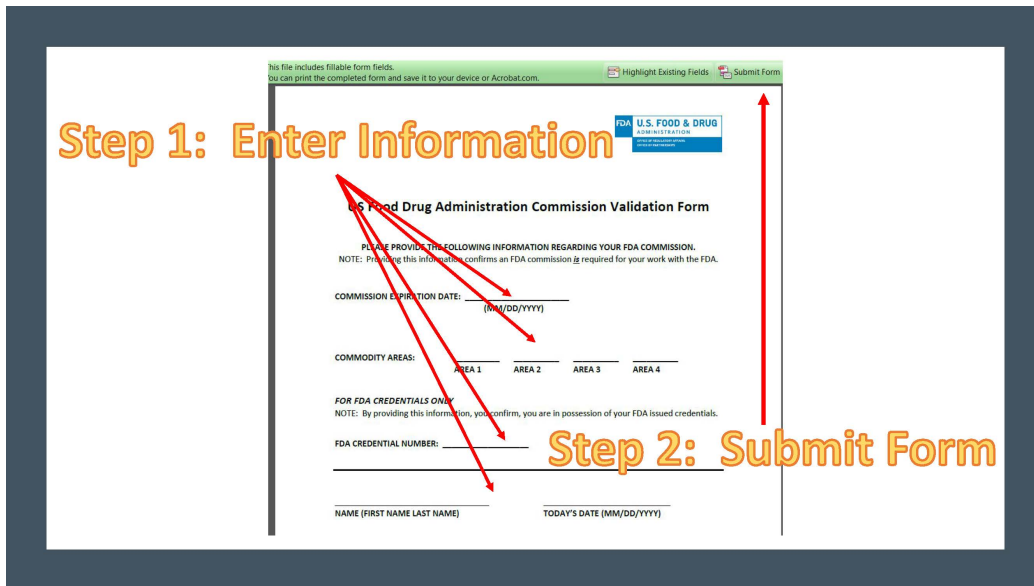 his file includes fillable form fields.
You can print the completed form and save it to your device or Acrobat.com.
Highlight Existing Fields
Submit Form
FDA U.S. FOOD & DRUG
ADMINISTRATION
Step 1: Enter Information
US Food Drug Administration Commission Validation Form
PLEASE PROVIDE THE FOLLOWING INFORMATION REGARDING YOUR FDA COMMISSION.
NOTE: Providing this information confirms an FDA commission is required for your work with the FDA.
COMMISSION EXPIRATION DATE:
(MM/DD/YYYY)
COMMODITY AREAS:
AREA 1 AREA 2 AREA 3 AREA 4
FOR FDA CREDENTIALS ONLY
NOTE: By providing this information, you confirm, you are in possession of your FDA issued credentials.
FDA CREDENTIAL NUMBER:
Step 2: Submit Form
NAME (FIRST NAME LAST NAME) TODAY'S DATE (MM/DD/YYYY)